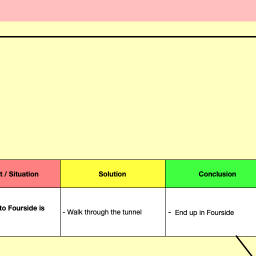 t / Situation Solution Conclusion
to Fourside is
- Walk through the tunnel - End up in Fourside